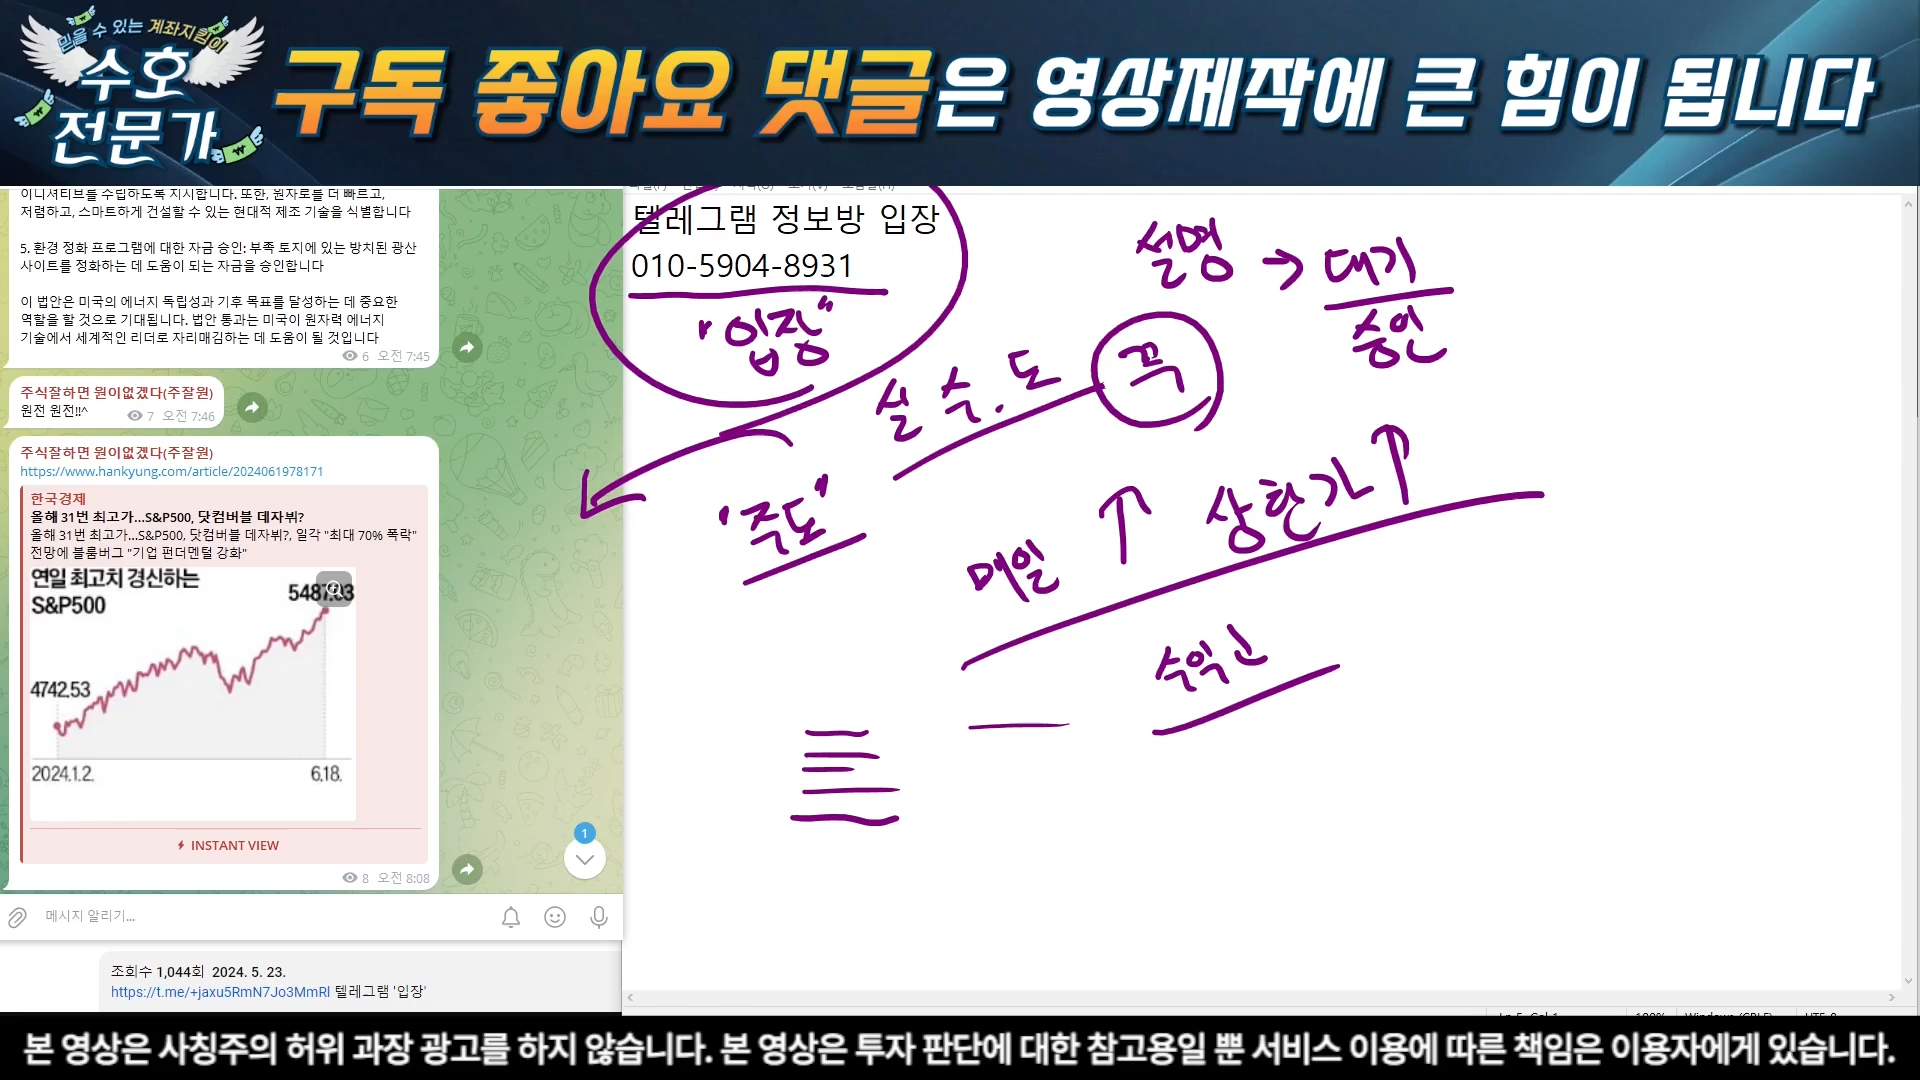 믿을 수 있는 계좌지킴이
수호
전문가
구독 좋아요 댓글은 영상제작에 큰 힘이 됩니다
이니셔티브를 수립하도록 지시합니다. 또한, 원자로를 더 빠르고,
저렴하고, 스마트하게 건설할 수 있는 현대적 제조 기술을 식별합니다
5. 환경 정화 프로그램에 대한 자금 승인: 부족 토지에 있는 방치된 광산
사이트를 정화하는 데 도움이 되는 자금을 승인합니다
이 법안은 미국의 에너지 독립성과 기후 목표를 달성하는 데 중요한
역할을 할 것으로 기대됩니다. 법안 통과는 미국이 원자력 에너지
기술에서 세계적인 리더로 자리매김하는 데 도움이 될 것입니다
6 오전 7:45
주식잘하면 원이없겠다(주잘원)
원전 원전!!^
7 오전 7:46
주식잘하면 원이없겠다(주잘원)
https://www.hankyung.com/article/2024061978171
한국경제
올해 31번 최고가...S&P500, 닷컴버블 데자뷔?
올해 31번 최고가...S&P500, 닷컴버블 데자뷔?, 일각 "최대 70% 폭락"
전망에 블룸버그 "기업 펀더멘털 강화"
연일 최고치 경신하는
S&P500
4742.53
2024.1.2.
6.18.
INSTANT VIEW
8 오전 8:08
1
메시지 알리기...
조회수 1,044회 2024. 5. 23.
https://t.me/+jaxu5RmN7Jo3MmRl 텔레그램 '입장'
텔레그램 정보방 입장
010-5904-8931
"입장"
설명 → 대기
승인
실수.도 꼭
"주도"
매일 ↑ 상한가↑
수익
본 영상은 사칭주의 허위 과장 광고를 하지 않습니다. 본 영상은 투자 판단에 대한 참고용일 뿐 서비스 이용에 따른 책임은 이용자에게 있습니다.